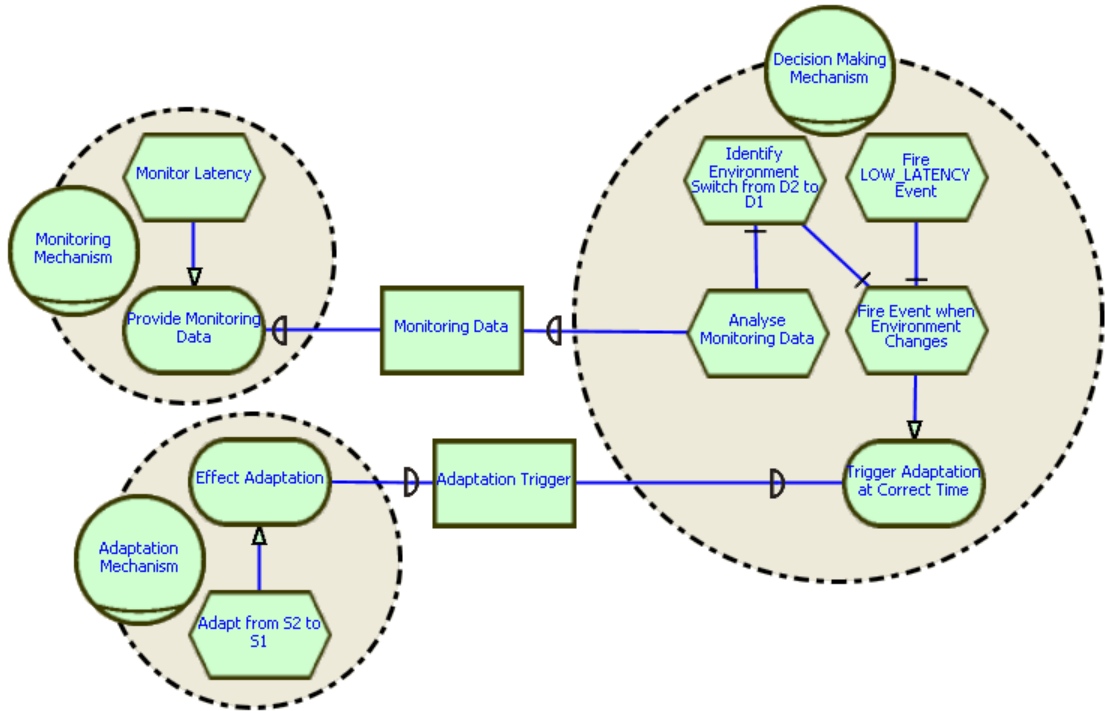 Decision Making
Mechanism
Monitor Latency
Identify
Environment
Switch from D2 to
D1
Fire
LOW_LATENCY
Event
Monitoring
Mechanism
Provide Monitoring
Data
Monitoring Data
Analyse
Monitoring Data
Fire Event when
Environment
Changes
Effect Adaptation
Adaptation Trigger
Trigger Adaptation
at Correct Time
Adaptation
Mechanism
Adapt from S2 to
S1